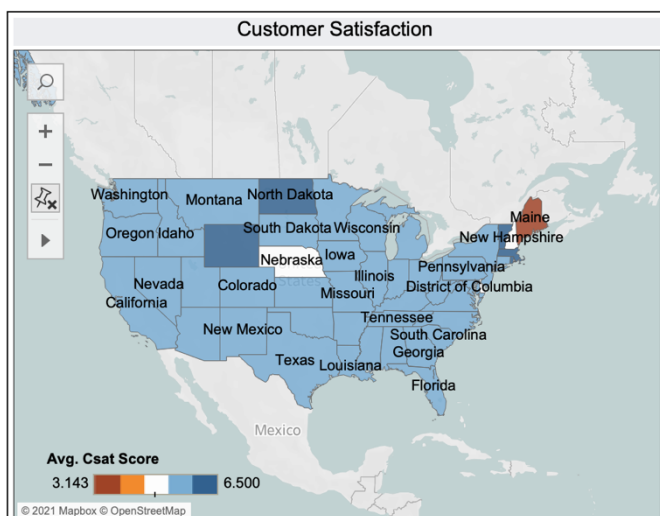 Customer Satisfaction
Washington
Montana
North Dakota
Maine
Oregon
Idaho
South Dakota
Wisconsin
New Hampshire
Nebraska
Iowa
Pennsylvania
Nevada
Colorado
States
Illinois
District of Columbia
California
Missouri
New Mexico
Tennessee
South Carolina
Texas
Louisiana
Georgia
Florida
Mexico
Avg. Csat Score
3.143
6.500
© 2021 Mapbox © OpenStreetMap